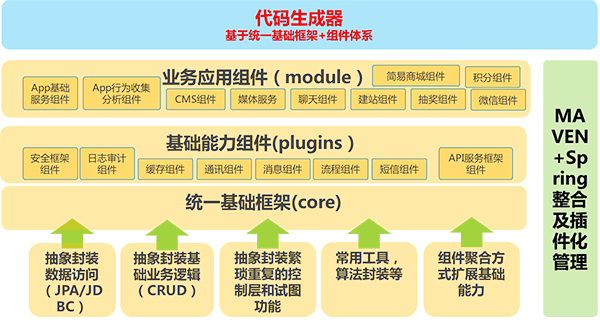 代码生成器
基于统一基础框架+组件体系
业务应用组件（module）
简易商城组件
积分组件
App基础
服务组件
App行为收集
分析组件
CMS组件
媒体服务
聊天组件
建站组件
抽奖组件
微信组件
基础能力组件(plugins）
安全框架
组件
日志审计
组件
缓存组件
通讯组件
消息组件
流程组件
短信组件
API服务框架
组件
统一基础框架(core)
抽象封装
数据访问
（JPA/JD
BC）
抽象封装基
础业务逻辑
（CRUD）
抽象封装繁
琐重复的控
制层和试图
功能
常用工具，
算法封装等
组件聚合方
式扩展基础
能力
MA
VEN
+Sp
ring
整合
及插
件化
管理